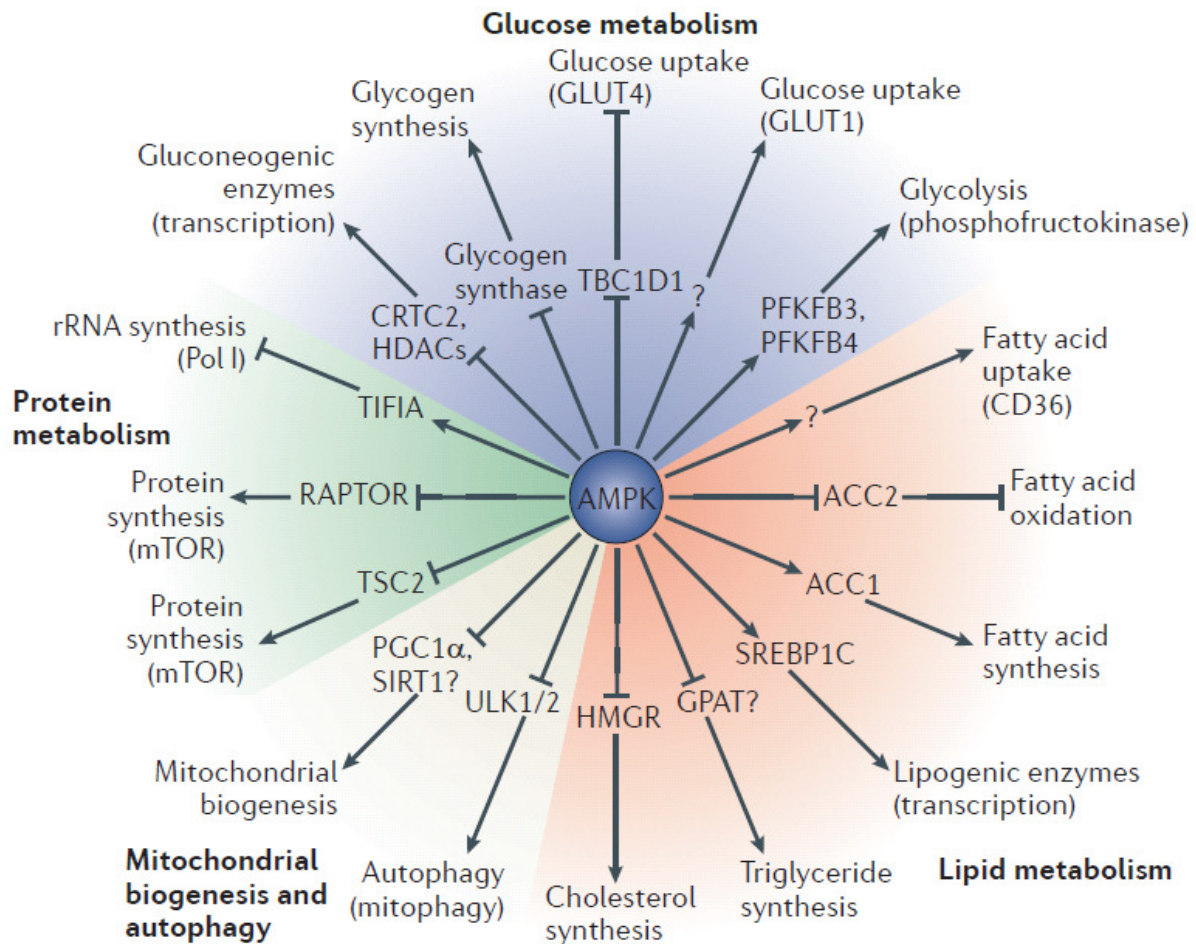 Glucose metabolism
Glucose uptake
(GLUT4)
Glucose uptake
(GLUT1)
Glycogen
synthesis
Gluconeogenic
enzymes
(transcription)
Glycolysis
(phosphofructokinase)
Glycogen
synthase
TBC1D1
?
PFKFB3,
PFKFB4
CRTC2,
HDACs
rRNA synthesis
(Pol I)
TIFIA
Protein
metabolism
?
Fatty acid
uptake
(CD36)
Protein
synthesis
(mTOR)
RAPTOR
AMPK
ACC2
Fatty acid
oxidation
TSC2
Protein
synthesis
(mTOR)
ACC1
Fatty acid
synthesis
PGC1α,
SIRT1?
ULK1/2
HMGR
GPAT?
SREBP1C
Mitochondrial
biogenesis
Lipogenic enzymes
(transcription)
Mitochondrial
biogenesis and
autophagy
Autophagy
(mitophagy)
Cholesterol
synthesis
Triglyceride
synthesis
Lipid metabolism